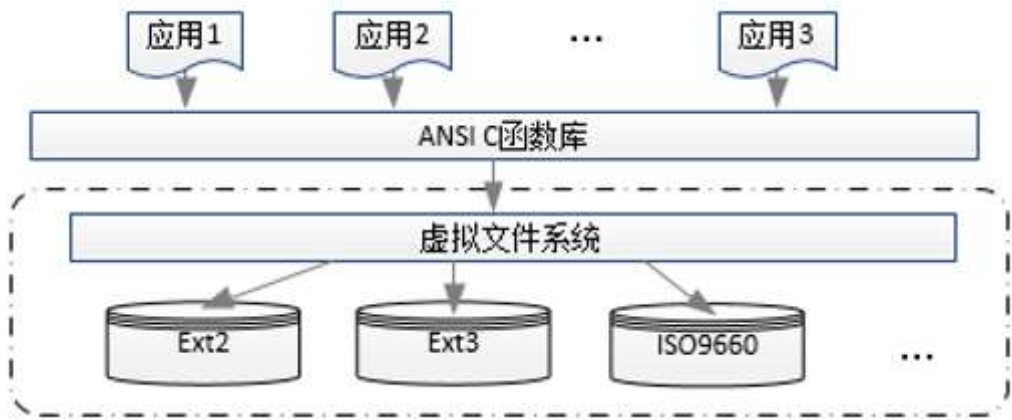 应用1
应用2
...
应用3
ANSI C函数库
虚拟文件系统
Ext2
Ext3
ISO9660
...